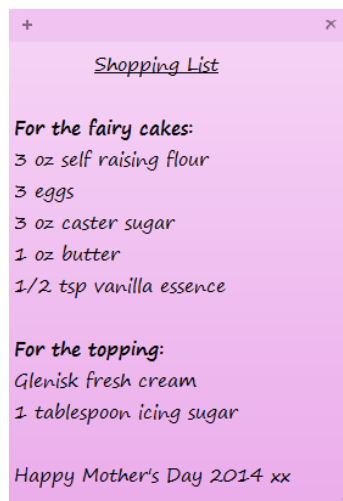 Shopping List
For the fairy cakes:
3 oz self raising flour
3 eggs
3 oz caster sugar
1 oz butter
1/2 tsp vanilla essence
For the topping:
Glenisk fresh cream
1 tablespoon icing sugar
Happy Mother's Day 2014 xx